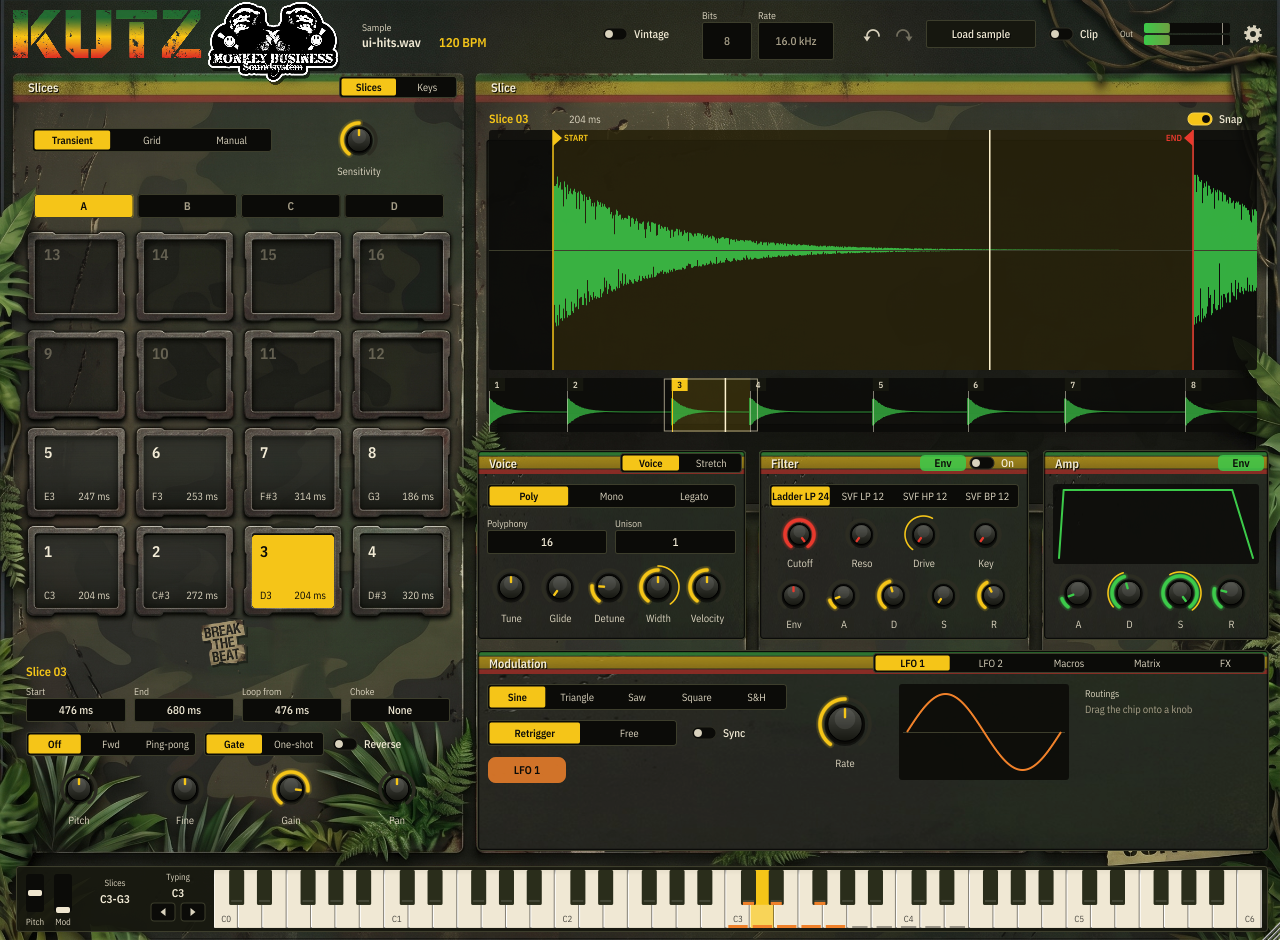 KUTZ
MONKEY BUSINESS
Soundsystem
Sample
ui-hits.wav 120 BPM
Vintage
Bits
8
Rate
16.0 kHz
Load sample
Clip
Out
Slices
Slices Keys
Transient Grid Manual
Sensitivity
A B C D
13 14 15 16
9 10 11 12
5 6 7 8
E3 247 ms F3 253 ms F#3 314 ms G3 186 ms
1 2 3 4
C3 204 ms C#3 272 ms D3 204 ms D#3 320 ms
BREAK
THE
BEAT
Slice 03
Start End Loop from Choke
476 ms 680 ms 476 ms None
Off Fwd Ping-pong Gate One-shot Reverse
Pitch Fine Gain Pan
Slice
Slice 03 204 ms Snap
START END
1 2 3 4 5 6 7 8
Voice
Voice Stretch
Poly Mono Legato
Polyphony Unison
16 1
Tune Glide Detune Width Velocity
Filter Env On
Ladder LP 24 SVF LP 12 SVF HP 12 SVF BP 12
Cutoff Reso Drive Key
Env A D S R
Amp Env
A D S R
Modulation
LFO 1 LFO 2 Macros Matrix FX
Sine Triangle Saw Square S&H
Retrigger Free Sync
LFO 1
Rate
Routings
Drag the chip onto a knob
Pitch Mod
Slices
C3-G3
Typing
C3
C0 C1 C2 C3 C4 C5 C6